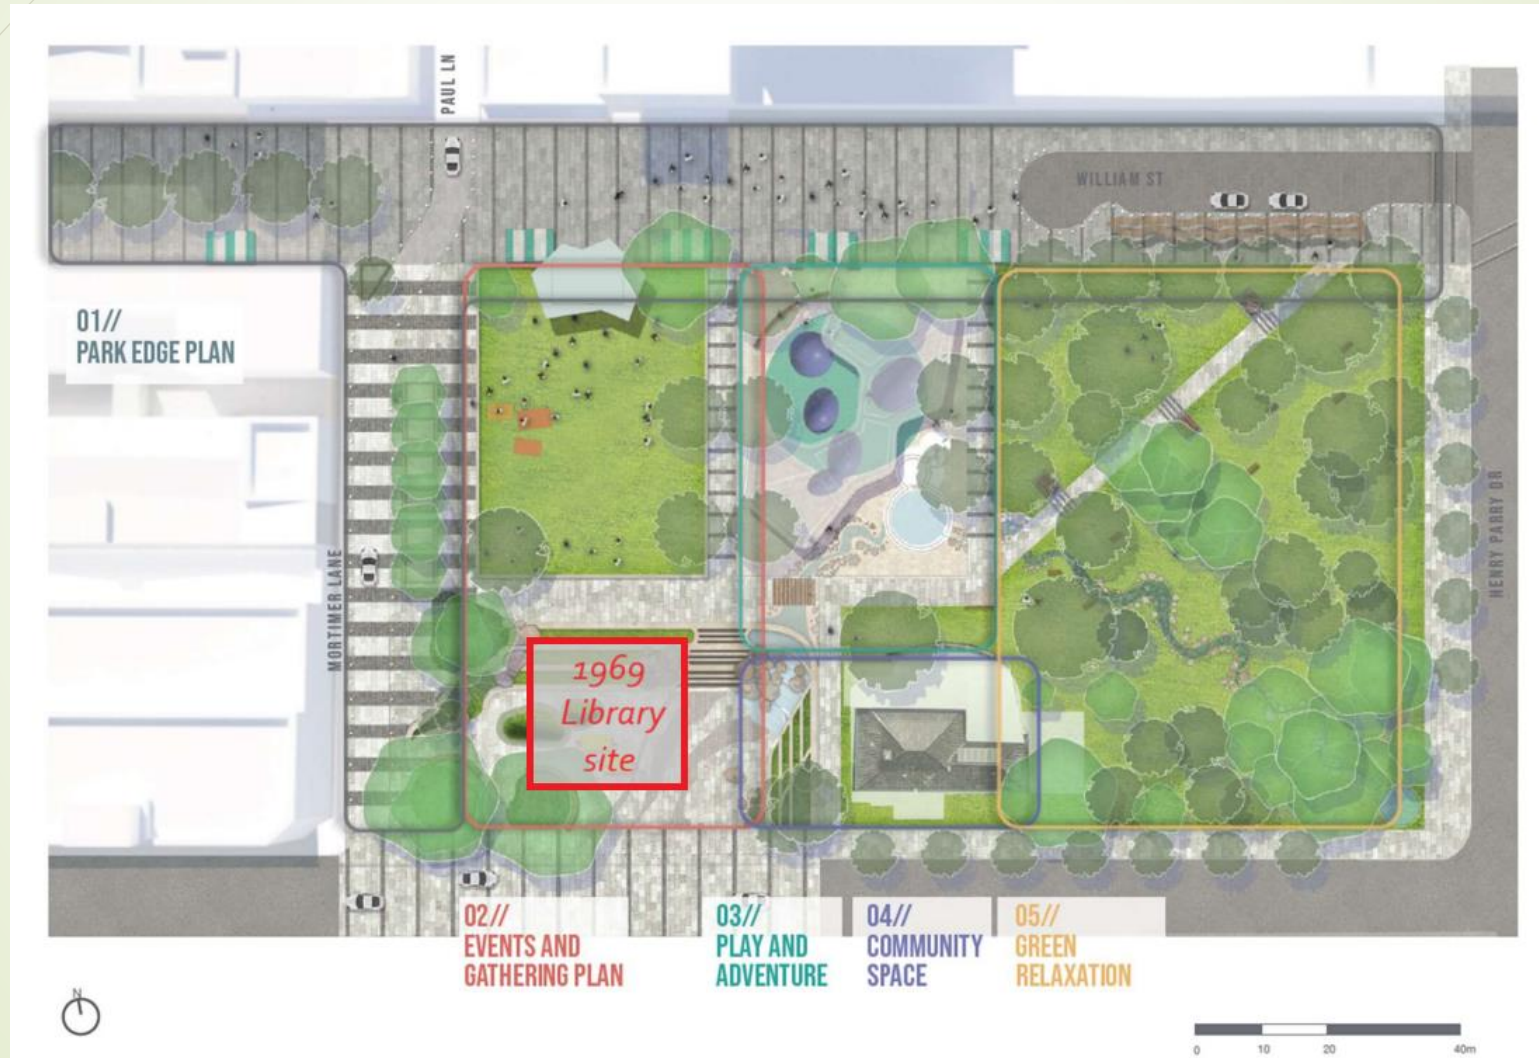 PAUL LN
WILLIAM ST
01//
PARK EDGE PLAN
MORTIMER LANE
HENRY PARRY DR
1969
Library
site
02//
EVENTS AND
GATHERING PLAN
03//
PLAY AND
ADVENTURE
04//
COMMUNITY
SPACE
05//
GREEN
RELAXATION
N
0 10 20 40m